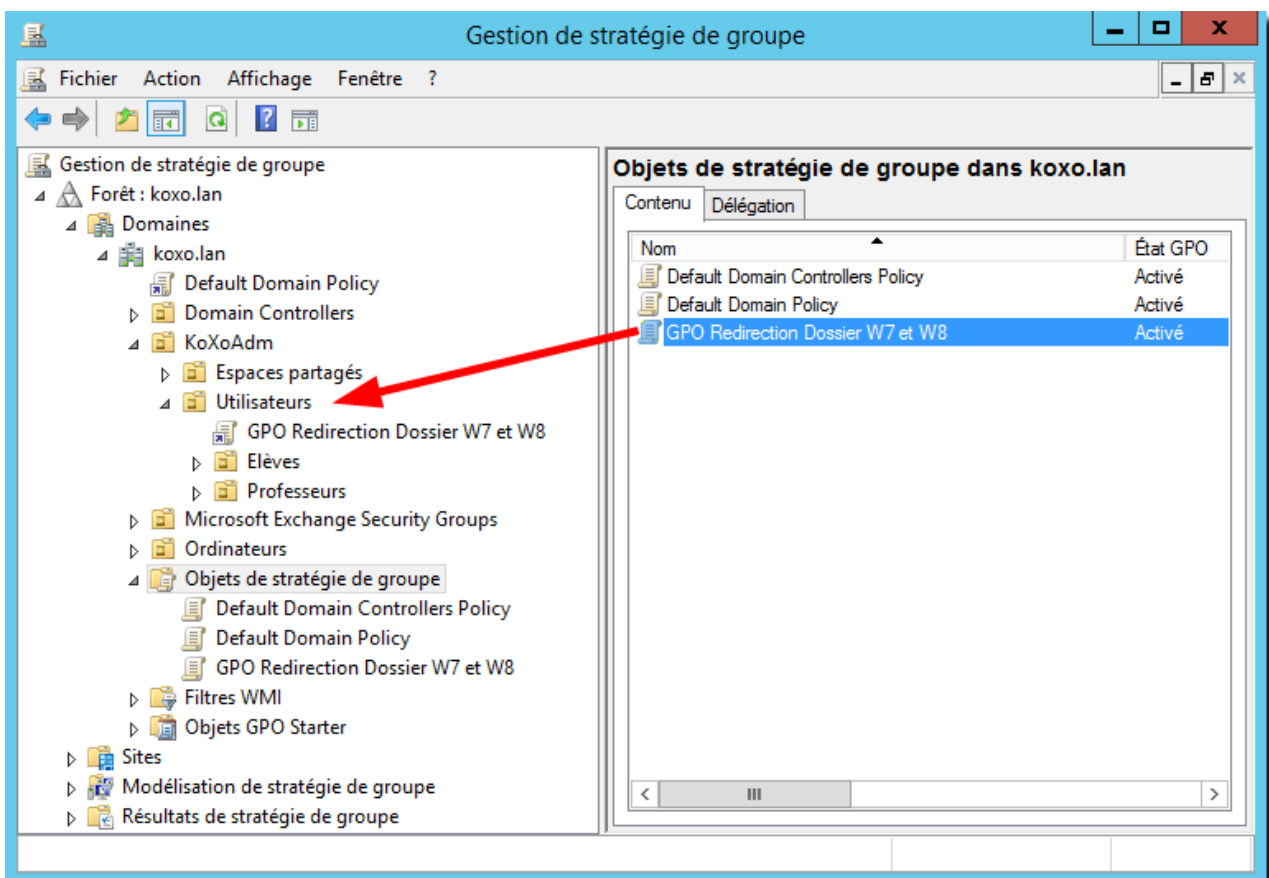 Gestion de stratégie de groupe
Fichier Action Affichage Fenêtre ?
Gestion de stratégie de groupe
Forêt : koxo.lan
Domaines
koxo.lan
Default Domain Policy
Domain Controllers
KoXoAdm
Espaces partagés
Utilisateurs
GPO Redirection Dossier W7 et W8
Elèves
Professeurs
Microsoft Exchange Security Groups
Ordinateurs
Objets de stratégie de groupe
Default Domain Controllers Policy
Default Domain Policy
GPO Redirection Dossier W7 et W8
Filtres WMI
Objets GPO Starter
Sites
Modélisation de stratégie de groupe
Résultats de stratégie de groupe
Objets de stratégie de groupe dans koxo.lan
Contenu Délégation
Nom État GPO
Default Domain Controllers Policy Activé
Default Domain Policy Activé
GPO Redirection Dossier W7 et W8 Activé